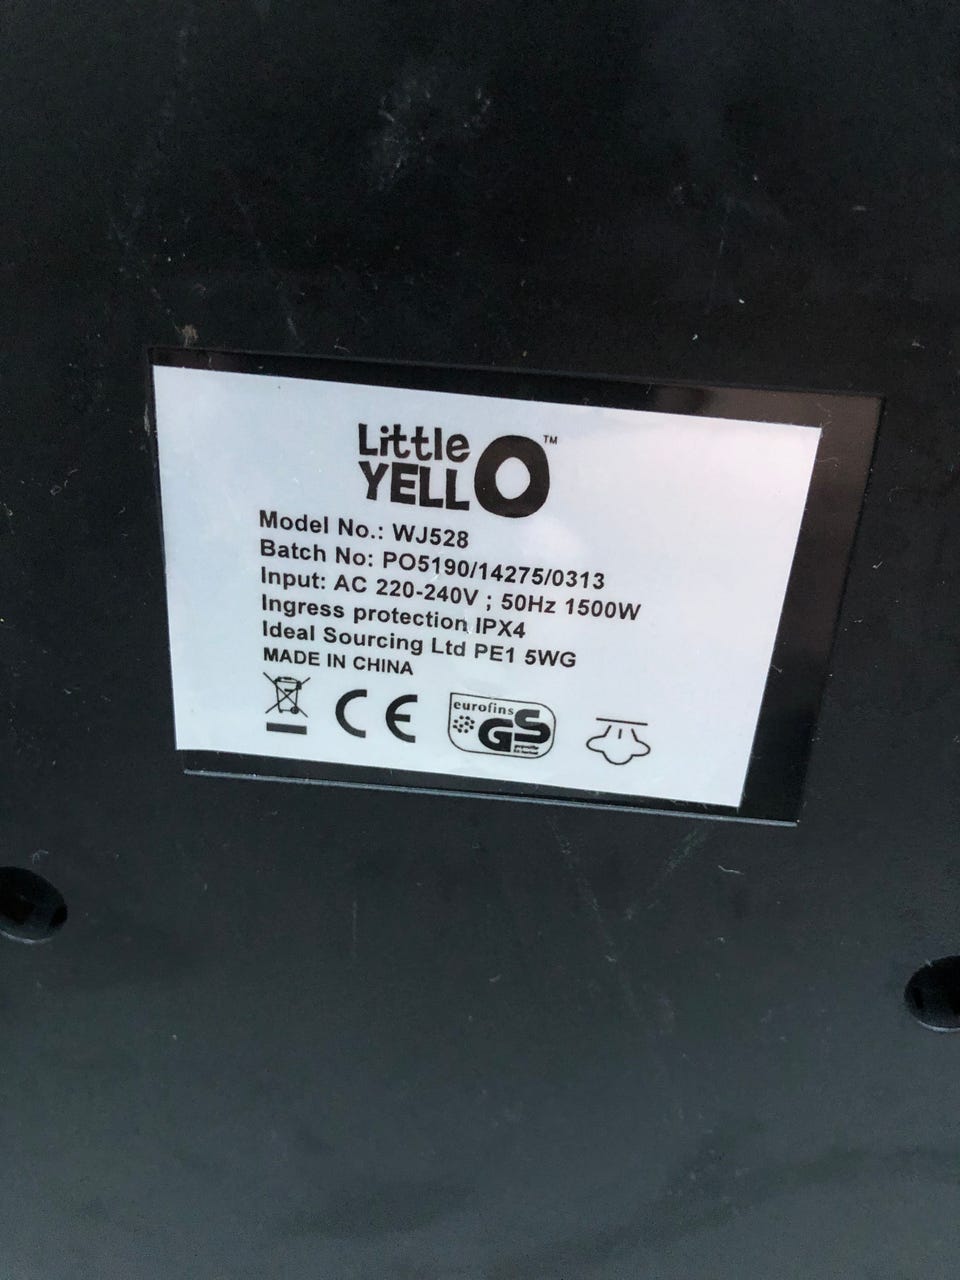 Little
YELLO™
Model No.: WJ528
Batch No: PO5190/14275/0313
Input: AC 220-240V ; 50Hz 1500W
Ingress protection IPX4
Ideal Sourcing Ltd PE1 5WG
MADE IN CHINA
CE
eurofins
GS